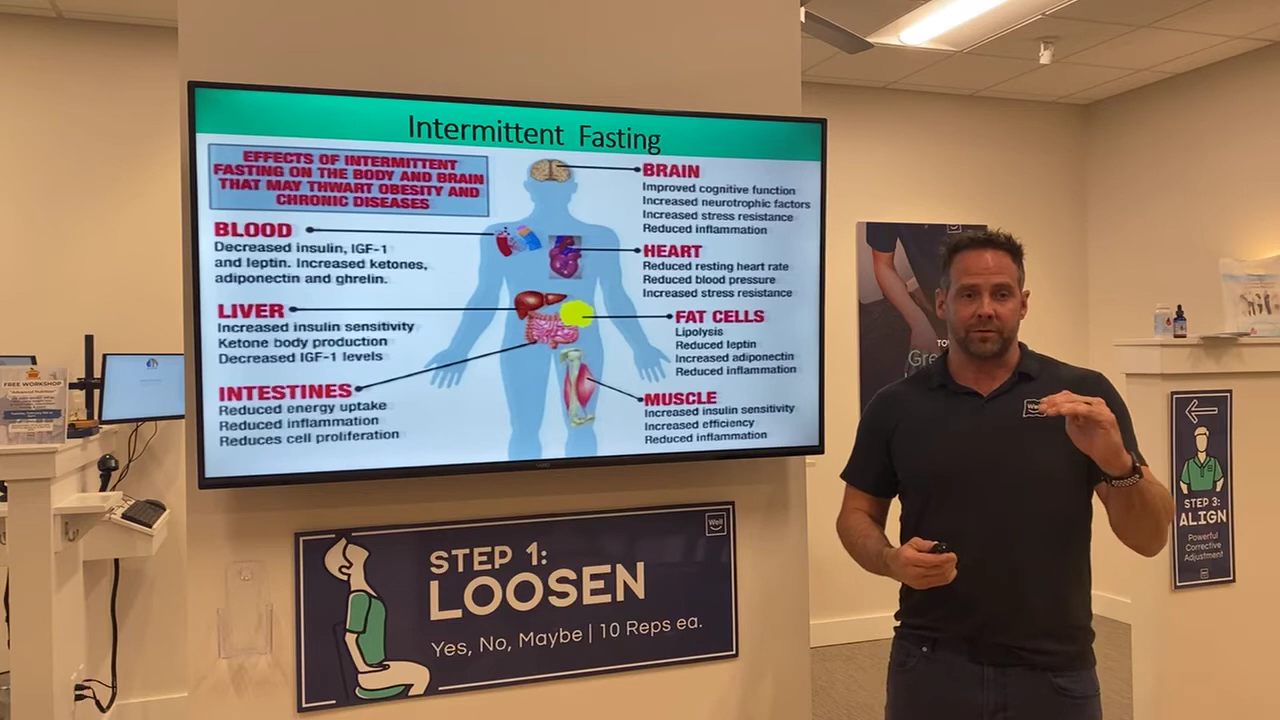 Intermittent Fasting
EFFECTS OF INTERMITTENT
FASTING ON THE BODY AND BRAIN
THAT MAY THWART OBESITY AND
CHRONIC DISEASES
BLOOD
Decreased insulin, IGF-1
and leptin. Increased ketones,
adiponectin and ghrelin.
LIVER
Increased insulin sensitivity
Ketone body production
Decreased IGF-1 levels
INTESTINES
Reduced energy uptake
Reduced inflammation
Reduces cell proliferation
BRAIN
Improved cognitive function
Increased neurotrophic factors
Increased stress resistance
Reduced inflammation
HEART
Reduced resting heart rate
Reduced blood pressure
Increased stress resistance
FAT CELLS
Lipolysis
Reduced leptin
Increased adiponectin
Reduced inflammation
MUSCLE
Increased insulin sensitivity
Increased efficiency
Reduced inflammation
FREE WORKSHOP
STEP 1:
LOOSEN
Yes, No, Maybe | 10 Reps ea.
Well
Well
STEP 3:
ALIGN
Powerful
Corrective
Adjustment